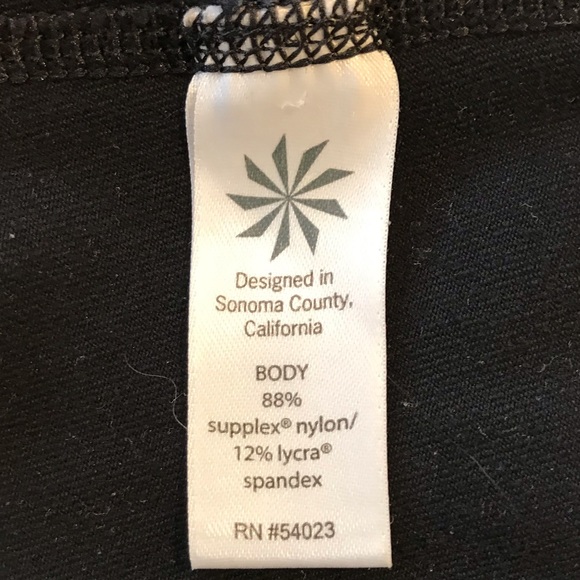 Designed in
Sonoma County,
California
BODY
88%
supplex® nylon/
12% lycra®
spandex
RN #54023